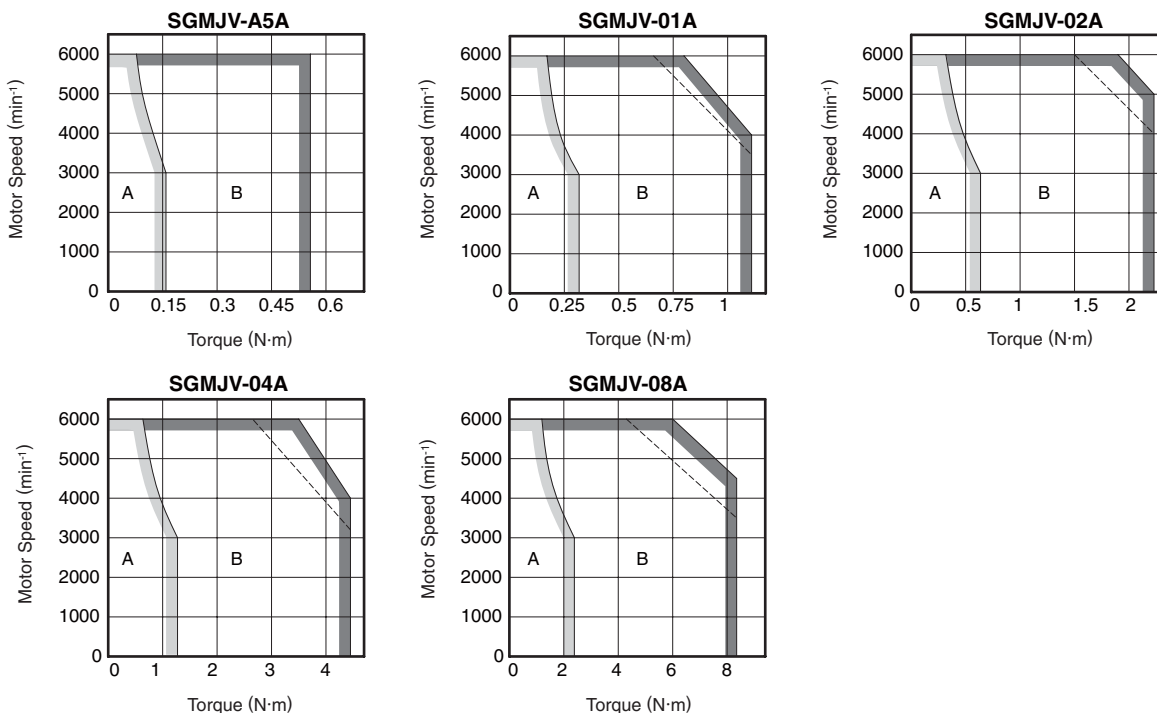 SGMJV-A5A
Motor Speed (min-1)
6000
5000
4000
3000
2000
1000
0
A
B
0 0.15 0.3 0.45 0.6
Torque (N·m)
SGMJV-01A
Motor Speed (min-1)
6000
5000
4000
3000
2000
1000
0
A
B
0 0.25 0.5 0.75 1
Torque (N·m)
SGMJV-02A
Motor Speed (min-1)
6000
5000
4000
3000
2000
1000
0
A
B
0 0.5 1 1.5 2
Torque (N·m)
SGMJV-04A
Motor Speed (min-1)
6000
5000
4000
3000
2000
1000
0
A
B
0 1 2 3 4
Torque (N·m)
SGMJV-08A
Motor Speed (min-1)
6000
5000
4000
3000
2000
1000
0
A
B
0 2 4 6 8
Torque (N·m)